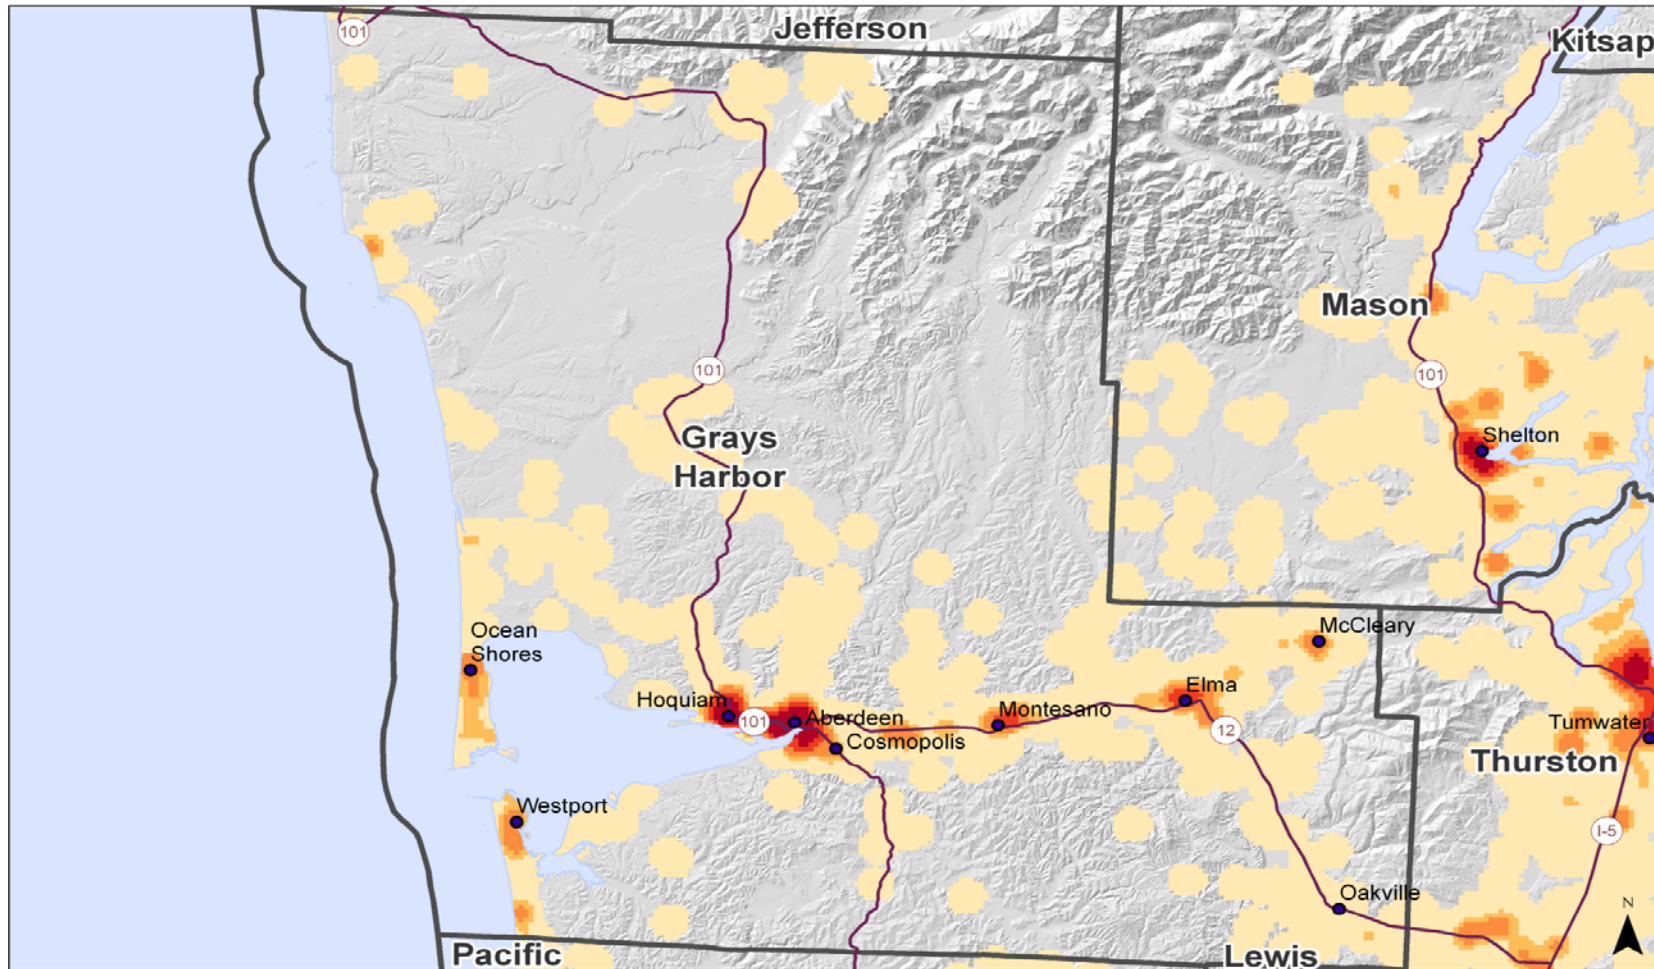 Jefferson
101
Kitsap
Mason
101
101
Grays
Harbor
Shelton
Ocean
Shores
McCleary
Hoquiam
101
Aberdeen
Cosmopolis
Montesano
Elma
12
Tumwater
Thurston
Westport
I-5
Oakville
N
Pacific
Lewis